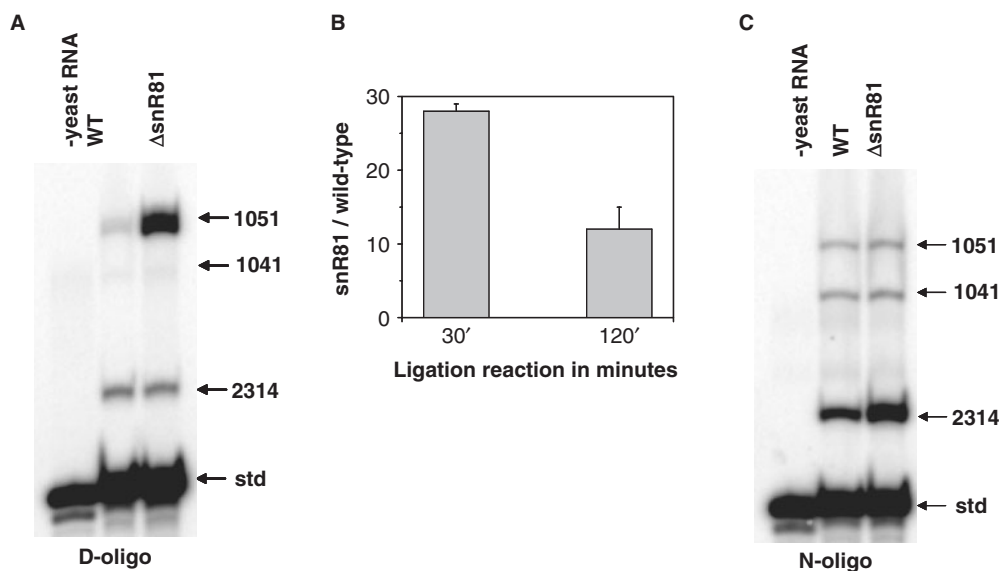 A
-yeast RNA
WT
ΔsnR81
1051
1041
2314
std
D-oligo
B
snR81 / wild-type
30
20
10
0
30′
120′
Ligation reaction in minutes
C
-yeast RNA
WT
ΔsnR81
1051
1041
2314
std
N-oligo